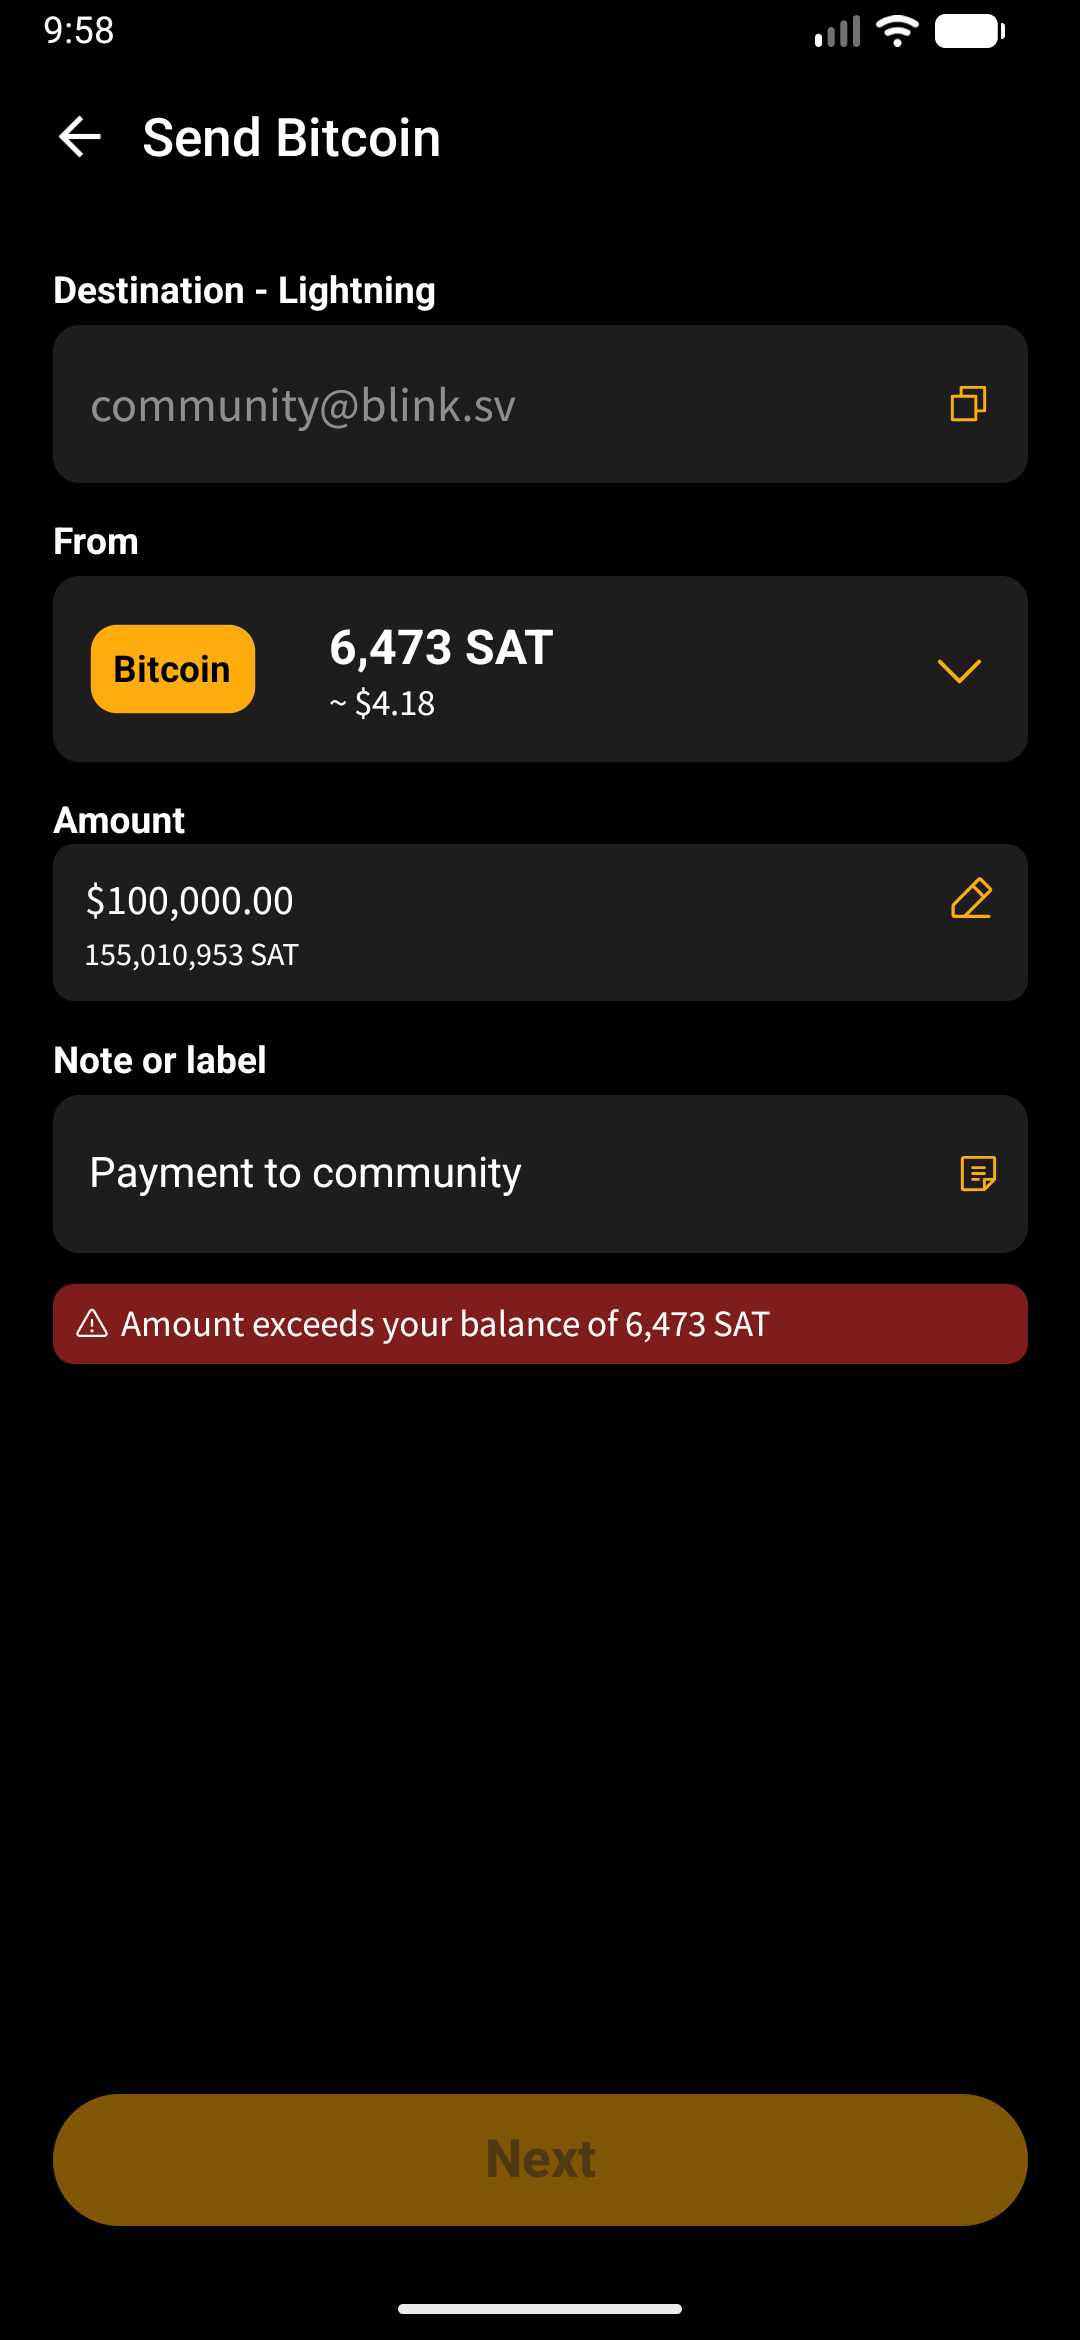 9:58
Send Bitcoin
Destination - Lightning
community@blink.sv
From
Bitcoin
6,473 SAT
~ $4.18
Amount
$100,000.00
155,010,953 SAT
Note or label
Payment to community
Amount exceeds your balance of 6,473 SAT
Next